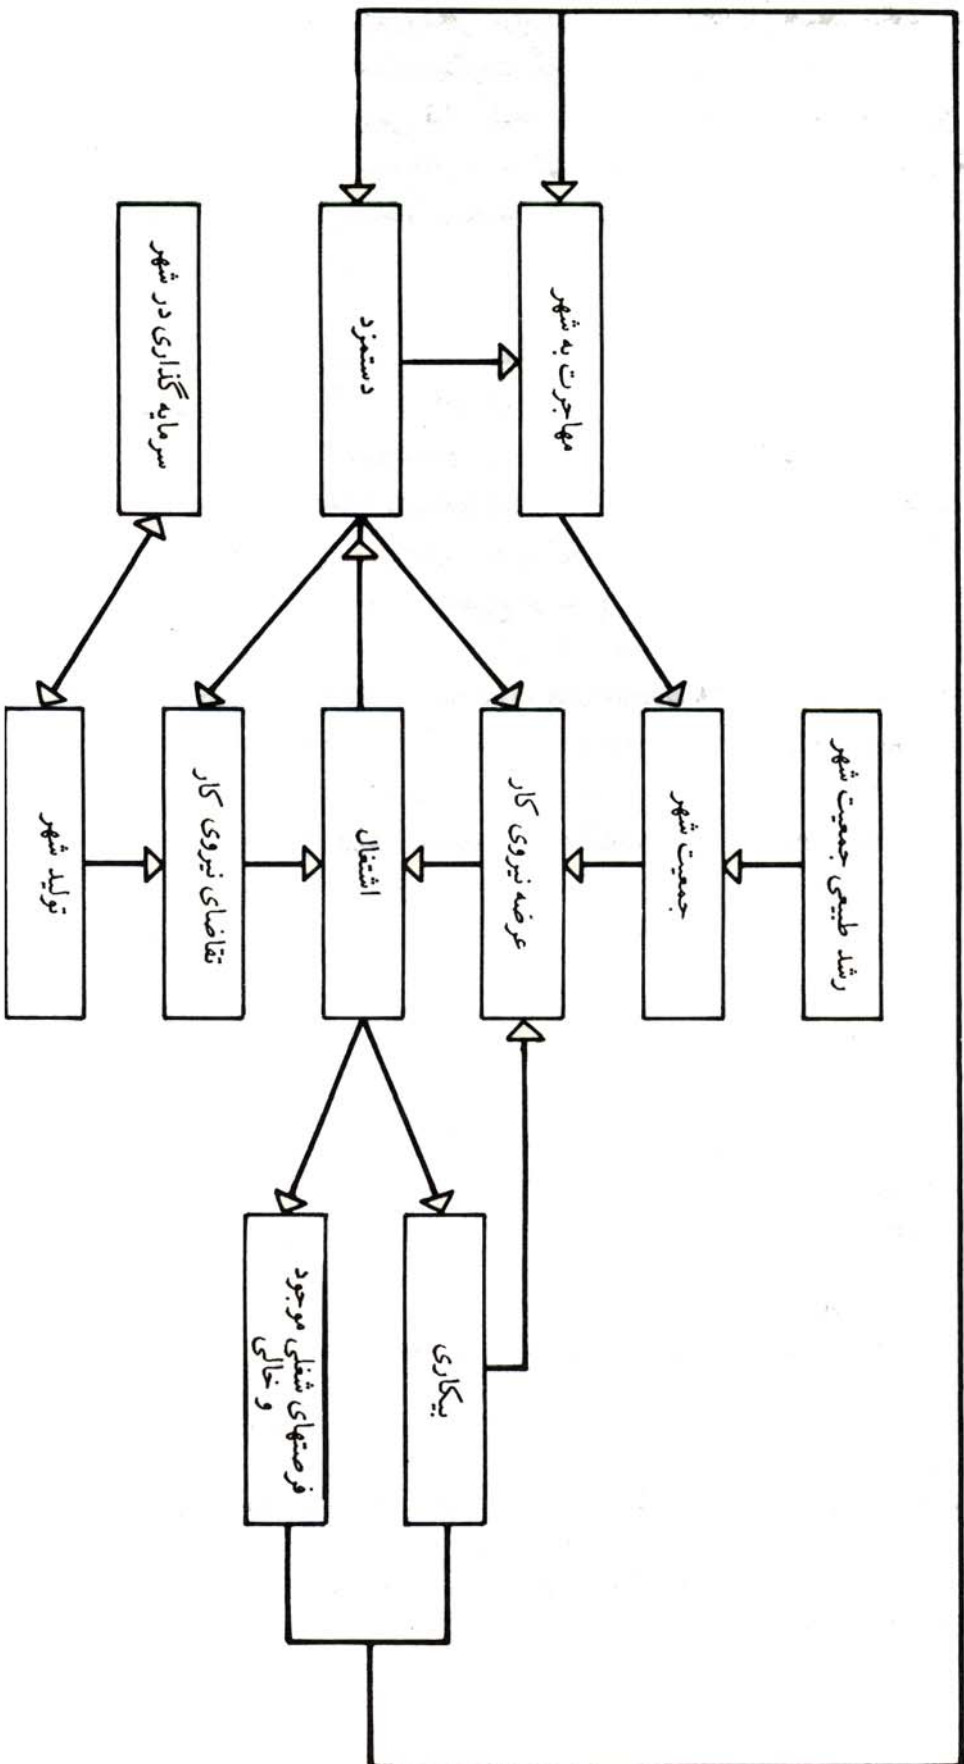 رشد طبیعی جمعیت شهر
جمعیت شهر
مهاجرت به شهر
عرضه نیروی کار
بیکاری
اشتغال
دستمزد
فرصتهای شغلی موجود
و خالی
تقاضای نیروی کار
سرمایه گذاری در شهر
تولید شهر